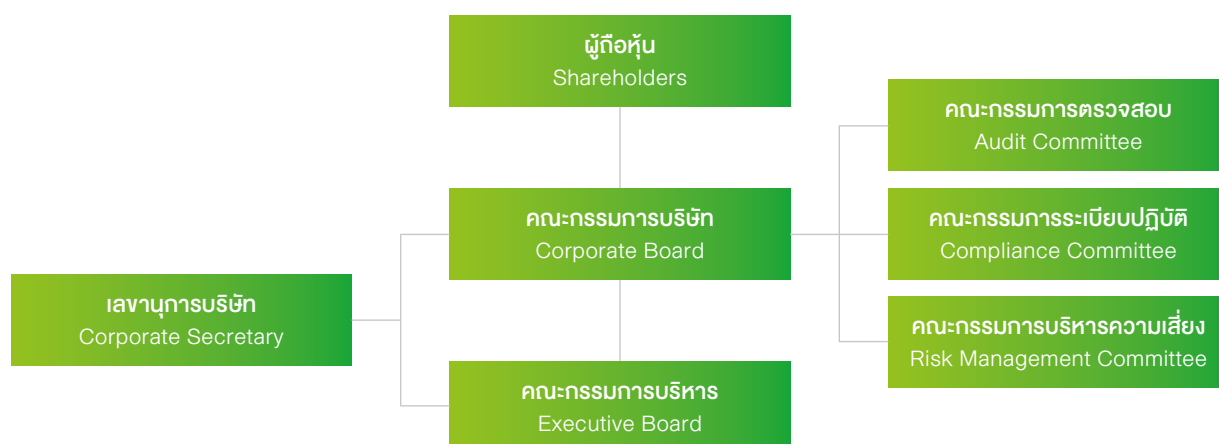 ผู้ถือหุ้น
Shareholders
คณะกรรมการตรวจสอบ
Audit Committee
คณะกรรมการบริษัท
Corporate Board
คณะกรรมการระเบียบปฏิบัติ
Compliance Committee
เลขานุการบริษัท
Corporate Secretary
คณะกรรมการบริหารความเสี่ยง
Risk Management Committee
คณะกรรมการบริหาร
Executive Board